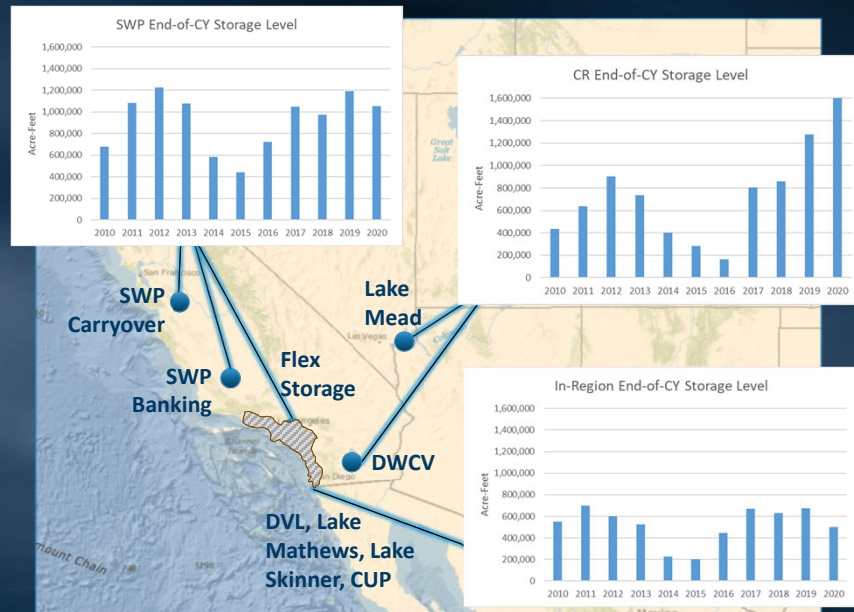 SWP End-of-CY Storage Level
Acre-Feet
1,600,000
1,400,000
1,200,000
1,000,000
800,000
600,000
400,000
200,000
0
2010 2011 2012 2013 2014 2015 2016 2017 2018 2019 2020
CR End-of-CY Storage Level
Acre-Feet
1,600,000
1,400,000
1,200,000
1,000,000
800,000
600,000
400,000
200,000
0
2010 2011 2012 2013 2014 2015 2016 2017 2018 2019 2020
Great
Salt
Lake
San Francisco
SWP
Carryover
Lake
Mead
Las Vegas
SWP
Banking
Flex
Storage
Channel
Islands
DWCV
DVL, Lake
Mathews, Lake
Skinner, CUP
In-Region End-of-CY Storage Level
Acre-Feet
1,600,000
1,400,000
1,200,000
1,000,000
800,000
600,000
400,000
200,000
0
2010 2011 2012 2013 2014 2015 2016 2017 2018 2019 2020
mount Chain